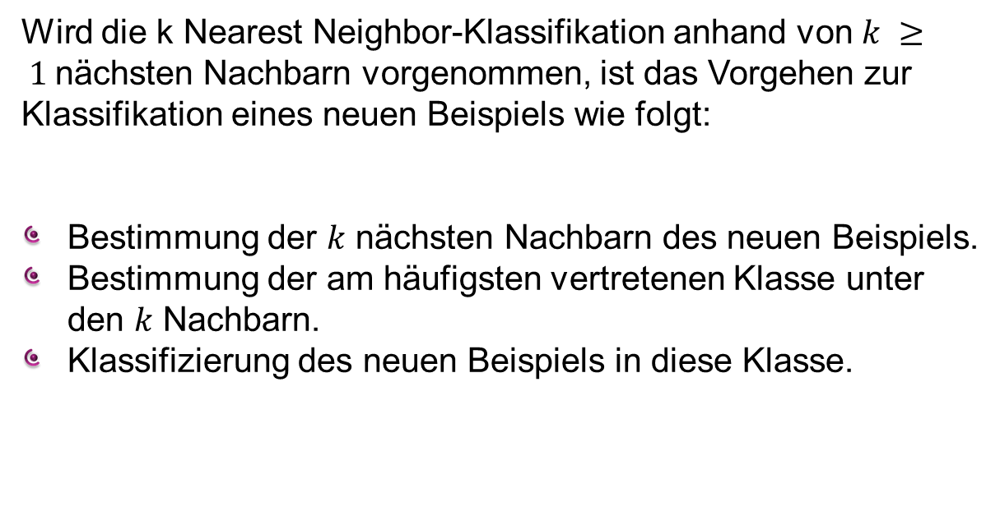 Wird die k Nearest Neighbor-Klassifikation anhand von k ≥
1 nächsten Nachbarn vorgenommen, ist das Vorgehen zur
Klassifikation eines neuen Beispiels wie folgt:
Bestimmung der k nächsten Nachbarn des neuen Beispiels.
Bestimmung der am häufigsten vertretenen Klasse unter
den k Nachbarn.
Klassifizierung des neuen Beispiels in diese Klasse.